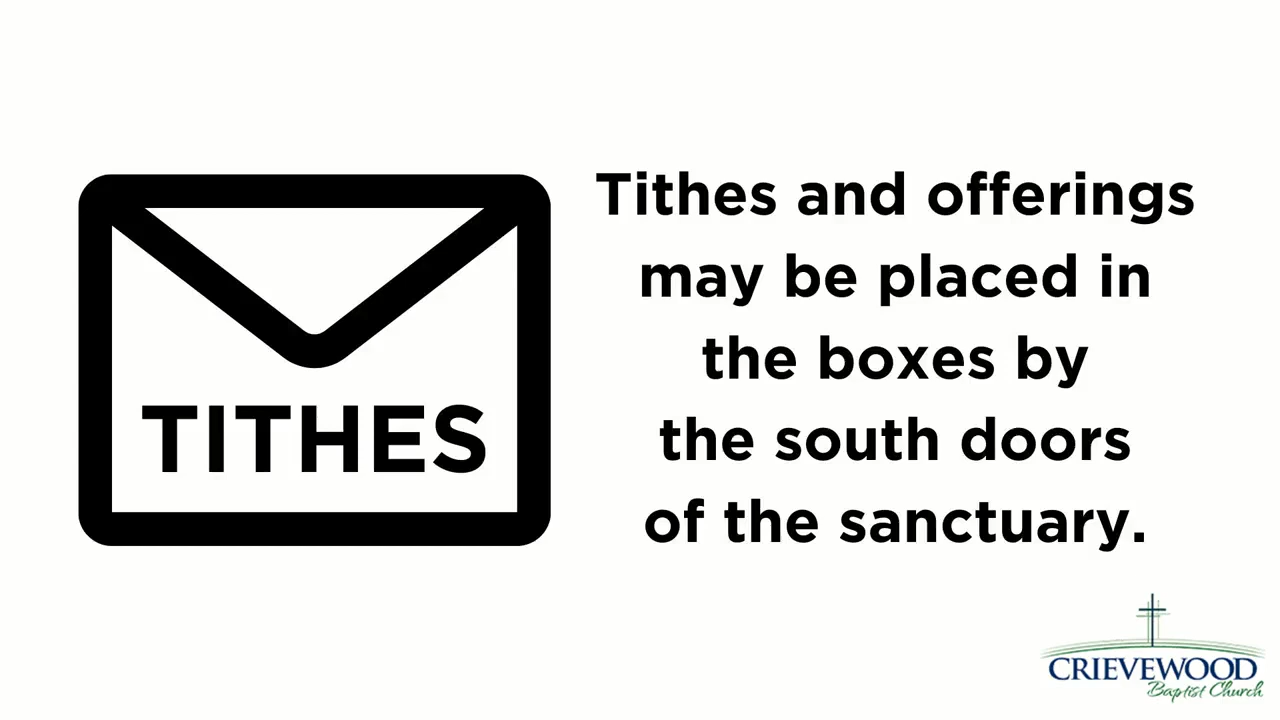 TITHES
Tithes and offerings
may be placed in
the boxes by
the south doors
of the sanctuary.
CRIEVEWOOD
Baptist Church